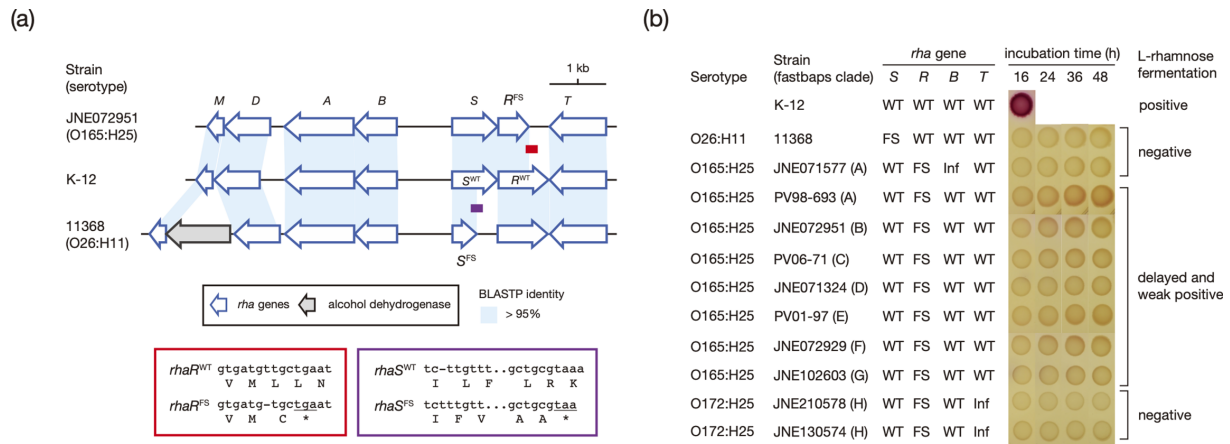 (a)
Strain
(serotype)
1 kb
M D A B S R^FS T
JNE072951
(O165:H25)
K-12
S^WT R^WT
11368
(O26:H11)
S^FS
rha genes alcohol dehydrogenase
BLASTP identity
> 95%
rhaR^WT gtgatgttgctgaat
V M L L N
rhaR^FS gtgatg-tgctgaat
V M C *
rhaS^WT tc-ttgttt...gctgcgtaaa
I L F L R K
rhaS^FS tctttgtt...gctgcgtaa
I F V A A *
(b)
rha gene incubation time (h) L-rhamnose
Serotype Strain (fastbaps clade) S R B T 16 24 36 48 fermentation
K-12 WT WT WT WT positive
O26:H11 11368 FS WT WT WT
negative
O165:H25 JNE071577 (A) WT FS Inf WT
O165:H25 PV98-693 (A) WT FS WT WT
O165:H25 JNE072951 (B) WT FS WT WT
O165:H25 PV06-71 (C) WT FS WT WT
delayed and
weak positive
O165:H25 JNE071324 (D) WT FS WT WT
O165:H25 PV01-97 (E) WT FS WT WT
O165:H25 JNE072929 (F) WT FS WT WT
O165:H25 JNE102603 (G) WT FS WT WT
O172:H25 JNE210578 (H) WT FS WT Inf
negative
O172:H25 JNE130574 (H) WT FS WT Inf